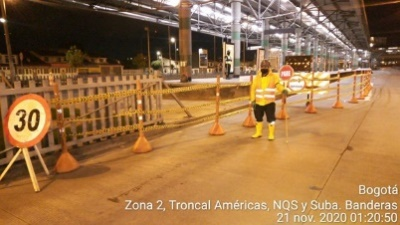 30
Bogotá
Zona 2, Troncal Américas, NQS y Suba. Banderas
21 nov. 2020 01:20:50